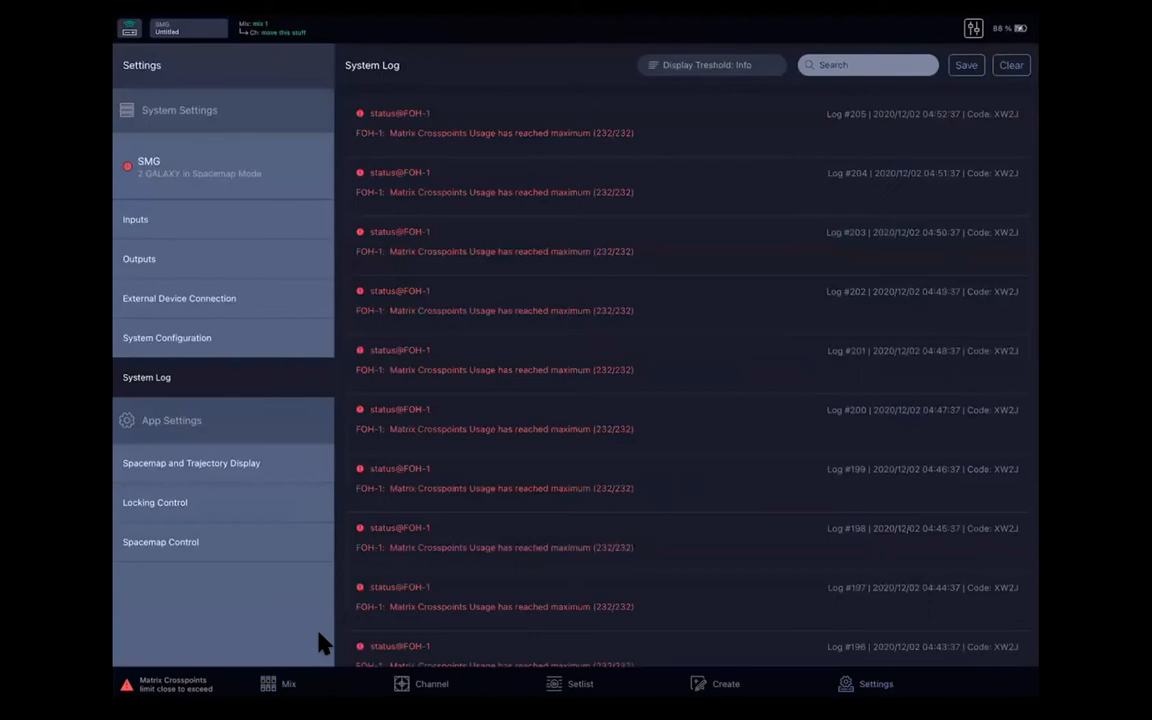 SMG
Untitled
Mix: mix 1
Ch: move this stuff
88 %
Settings
System Log
Display Treshold: Info
Search
Save
Clear
System Settings
SMG
2 GALAXY in Spacemap Mode
Inputs
Outputs
External Device Connection
System Configuration
System Log
App Settings
Spacemap and Trajectory Display
Locking Control
Spacemap Control
status@FOH-1 Log #205 | 2020/12/02 04:52:37 | Code: XW2J
FOH-1: Matrix Crosspoints Usage has reached maximum (232/232)
status@FOH-1 Log #204 | 2020/12/02 04:51:37 | Code: XW2J
FOH-1: Matrix Crosspoints Usage has reached maximum (232/232)
status@FOH-1 Log #203 | 2020/12/02 04:50:37 | Code: XW2J
FOH-1: Matrix Crosspoints Usage has reached maximum (232/232)
status@FOH-1 Log #202 | 2020/12/02 04:49:37 | Code: XW2J
FOH-1: Matrix Crosspoints Usage has reached maximum (232/232)
status@FOH-1 Log #201 | 2020/12/02 04:48:37 | Code: XW2J
FOH-1: Matrix Crosspoints Usage has reached maximum (232/232)
status@FOH-1 Log #200 | 2020/12/02 04:47:37 | Code: XW2J
FOH-1: Matrix Crosspoints Usage has reached maximum (232/232)
status@FOH-1 Log #199 | 2020/12/02 04:46:37 | Code: XW2J
FOH-1: Matrix Crosspoints Usage has reached maximum (232/232)
status@FOH-1 Log #198 | 2020/12/02 04:45:37 | Code: XW2J
FOH-1: Matrix Crosspoints Usage has reached maximum (232/232)
status@FOH-1 Log #197 | 2020/12/02 04:44:37 | Code: XW2J
FOH-1: Matrix Crosspoints Usage has reached maximum (232/232)
status@FOH-1 Log #196 | 2020/12/02 04:43:37 | Code: XW2J
FOH-1: Matrix Crosspoints Usage has reached maximum (232/232)
Matrix Crosspoints
limit close to exceed
Mix
Channel
Setlist
Create
Settings